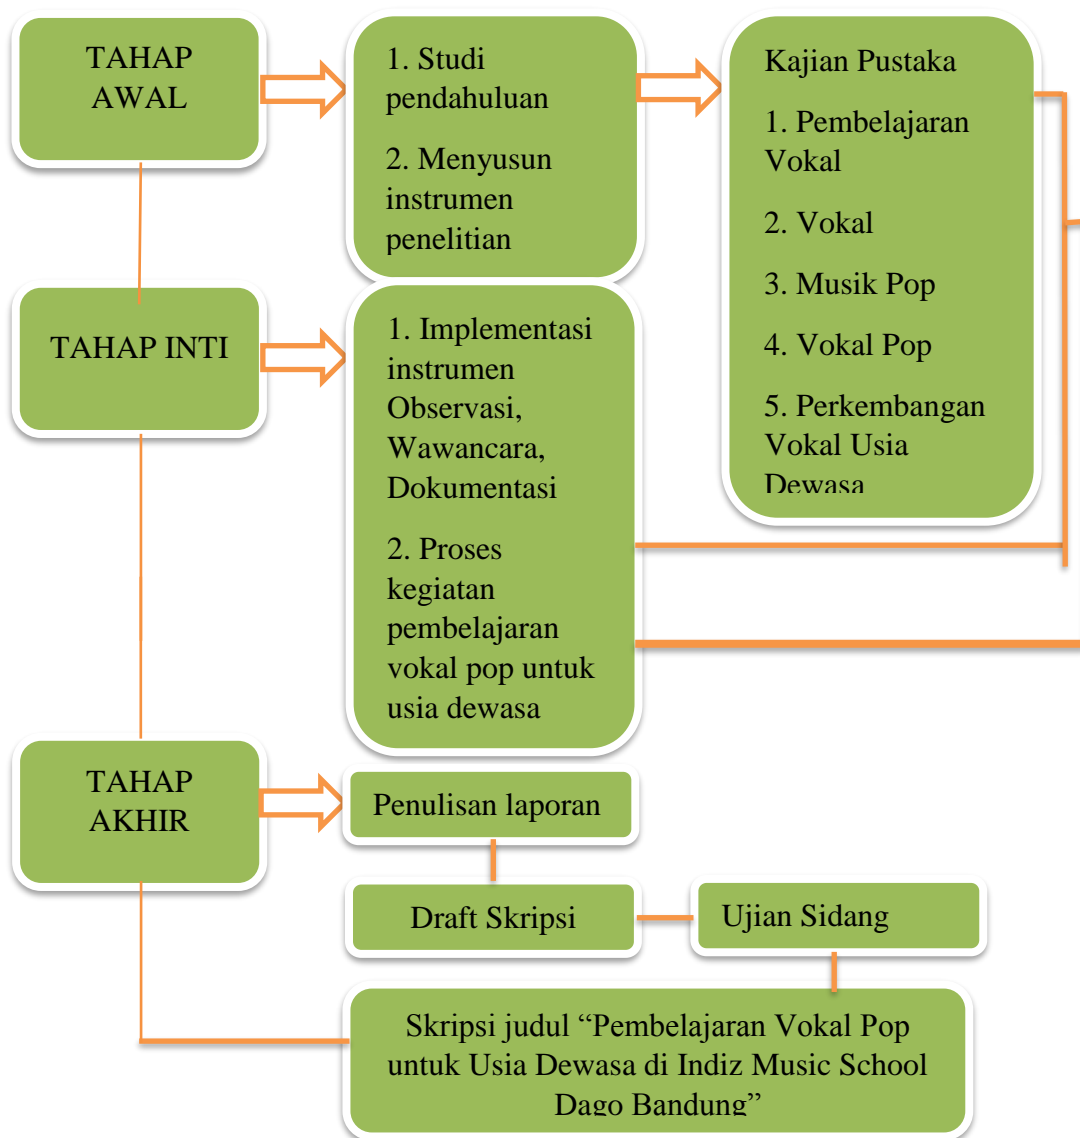 TAHAP
AWAL
1. Studi
pendahuluan
2. Menyusun
instrumen
penelitian
Kajian Pustaka
1. Pembelajaran
Vokal
2. Vokal
3. Musik Pop
4. Vokal Pop
5. Perkembangan
Vokal Usia
Dewasa
TAHAP INTI
1. Implementasi
instrumen
Observasi,
Wawancara,
Dokumentasi
2. Proses
kegiatan
pembelajaran
vokal pop untuk
usia dewasa
TAHAP
AKHIR
Penulisan laporan
Draft Skripsi
Ujian Sidang
Skripsi judul “Pembelajaran Vokal Pop
untuk Usia Dewasa di Indiz Music School
Dago Bandung”